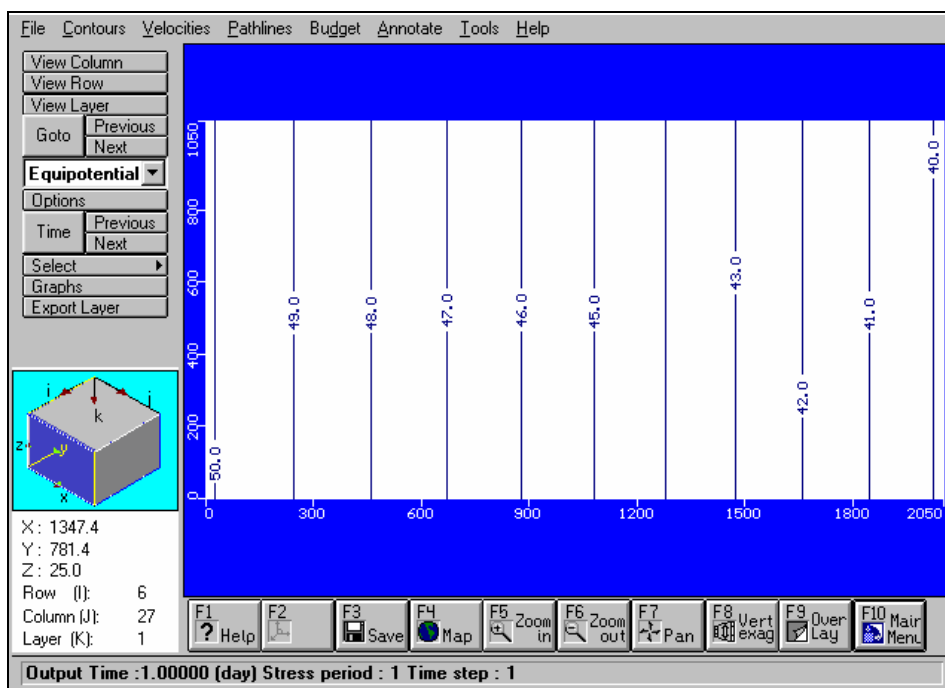 File Contours Velocities Pathlines Budget Annotate Tools Help
View Column
View Row
View Layer
Goto
Previous
Next
Equipotential
Options
Time
Previous
Next
Select
Graphs
Export Layer
i
j
k
z
y
x
X : 1347.4
Y : 781.4
Z : 25.0
Row (I): 6
Column (J): 27
Layer (K): 1
1050
800
600
400
200
0
50.0
49.0
48.0
47.0
46.0
45.0
43.0
42.0
41.0
40.0
0 300 600 900 1200 1500 1800 2050
F1 ? Help
F2
F3 Save
F4 Map
F5 Zoom in
F6 Zoom out
F7 Pan
F8 Vert exag
F9 Over Lay
F10 Main Menu
Output Time :1.00000 (day) Stress period : 1 Time step : 1